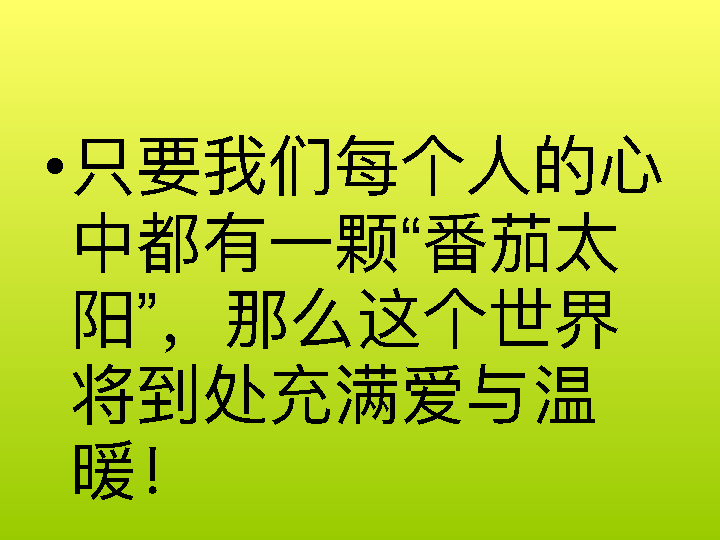 •只要我们每个人的心
中都有一颗“番茄太
阳”，那么这个世界
将到处充满爱与温
暖！